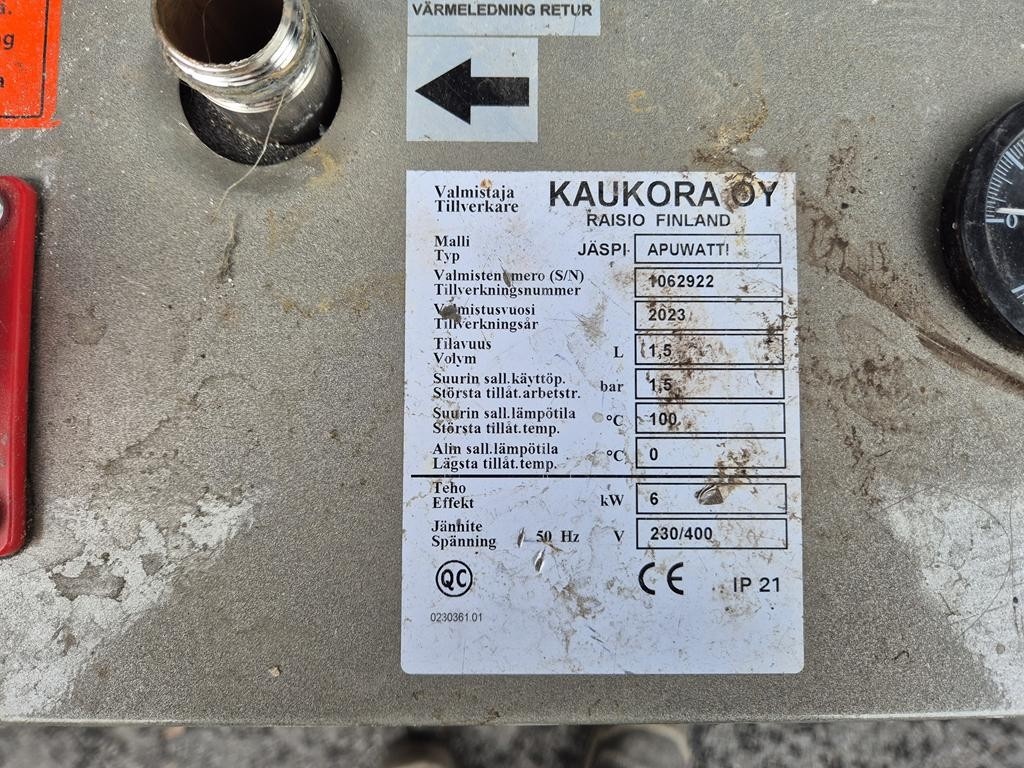 a.
g
a
VÄRMELEDNING RETUR
Valmistaja KAUKORA OY
Tillverkare RAISIO FINLAND
Malli
Typ JÄSPI- APUWATTI
Valmistenumero (S/N) 1062922
Tillverkningsnummer
Valmistusvuosi 2023
Tillverkningsår
Tilavuus
Volym L 1,5
Suurin sall.käyttöp. bar 1,5
Största tillåt.arbetstr.
Suurin sall.lämpötila °C 100
Största tillåt.temp.
Alin sall.lämpötila °C 0
Lägsta tillåt.temp.
Teho
Effekt kW 6
Jännite
Spänning 50 Hz V 230/400
QC CE IP 21
0230361.01
0